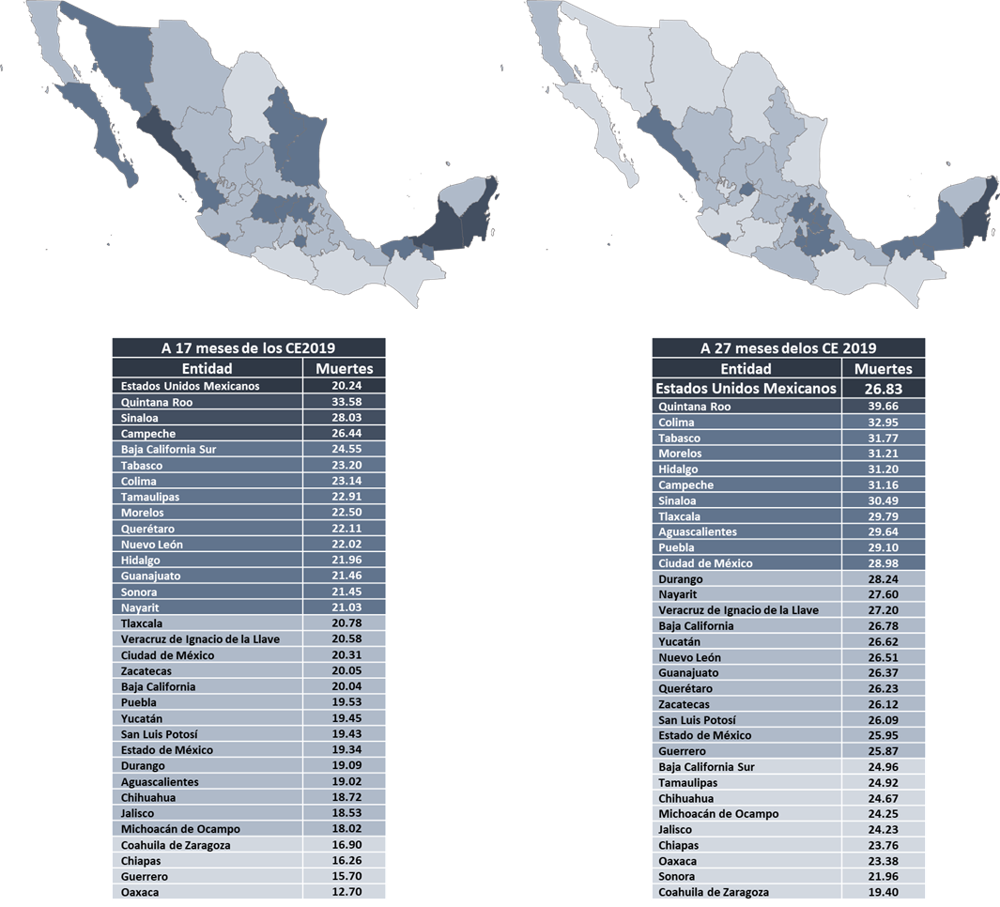 A 17 meses de los CE2019
Entidad Muertes
Estados Unidos Mexicanos 20.24
Quintana Roo 33.58
Sinaloa 28.03
Campeche 26.44
Baja California Sur 24.55
Tabasco 23.20
Colima 23.14
Tamaulipas 22.91
Morelos 22.50
Querétaro 22.11
Nuevo León 22.02
Hidalgo 21.96
Guanajuato 21.46
Sonora 21.45
Nayarit 21.03
Tlaxcala 20.78
Veracruz de Ignacio de la Llave 20.58
Ciudad de México 20.31
Zacatecas 20.05
Baja California 20.04
Puebla 19.53
Yucatán 19.45
San Luis Potosí 19.43
Estado de México 19.34
Durango 19.09
Aguascalientes 19.02
Chihuahua 18.72
Jalisco 18.53
Michoacán de Ocampo 18.02
Coahuila de Zaragoza 16.90
Chiapas 16.26
Guerrero 15.70
Oaxaca 12.70
A 27 meses delos CE 2019
Entidad Muertes
Estados Unidos Mexicanos 26.83
Quintana Roo 39.66
Colima 32.95
Tabasco 31.77
Morelos 31.21
Hidalgo 31.20
Campeche 31.16
Sinaloa 30.49
Tlaxcala 29.79
Aguascalientes 29.64
Puebla 29.10
Ciudad de México 28.98
Durango 28.24
Nayarit 27.60
Veracruz de Ignacio de la Llave 27.20
Baja California 26.78
Yucatán 26.62
Nuevo León 26.51
Guanajuato 26.37
Querétaro 26.23
Zacatecas 26.12
San Luis Potosí 26.09
Estado de México 25.95
Guerrero 25.87
Baja California Sur 24.96
Tamaulipas 24.92
Chihuahua 24.67
Michoacán de Ocampo 24.25
Jalisco 24.23
Chiapas 23.76
Oaxaca 23.38
Sonora 21.96
Coahuila de Zaragoza 19.40